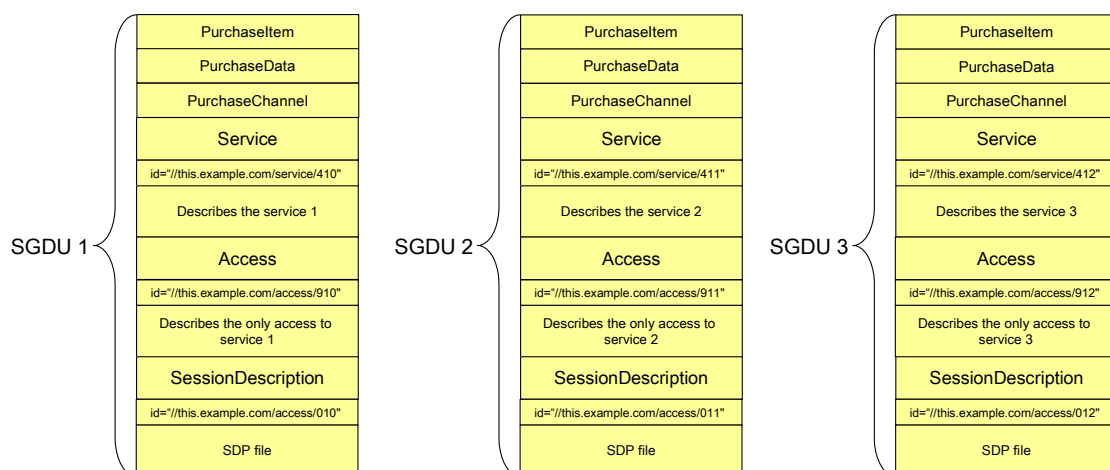 SGDU 1
PurchaseItem
PurchaseData
PurchaseChannel
Service
id=“//this.example.com/service/410"
Describes the service 1
Access
id=“//this.example.com/access/910"
Describes the only access to
service 1
SessionDescription
id=“//this.example.com/access/010"
SDP file
SGDU 2
PurchaseItem
PurchaseData
PurchaseChannel
Service
id=“//this.example.com/service/411"
Describes the service 2
Access
id=“//this.example.com/access/911"
Describes the only access to
service 2
SessionDescription
id=“//this.example.com/access/011"
SDP file
SGDU 3
PurchaseItem
PurchaseData
PurchaseChannel
Service
id=“//this.example.com/service/412"
Describes the service 3
Access
id=“//this.example.com/access/912"
Describes the only access to
service 3
SessionDescription
id=“//this.example.com/access/012"
SDP file